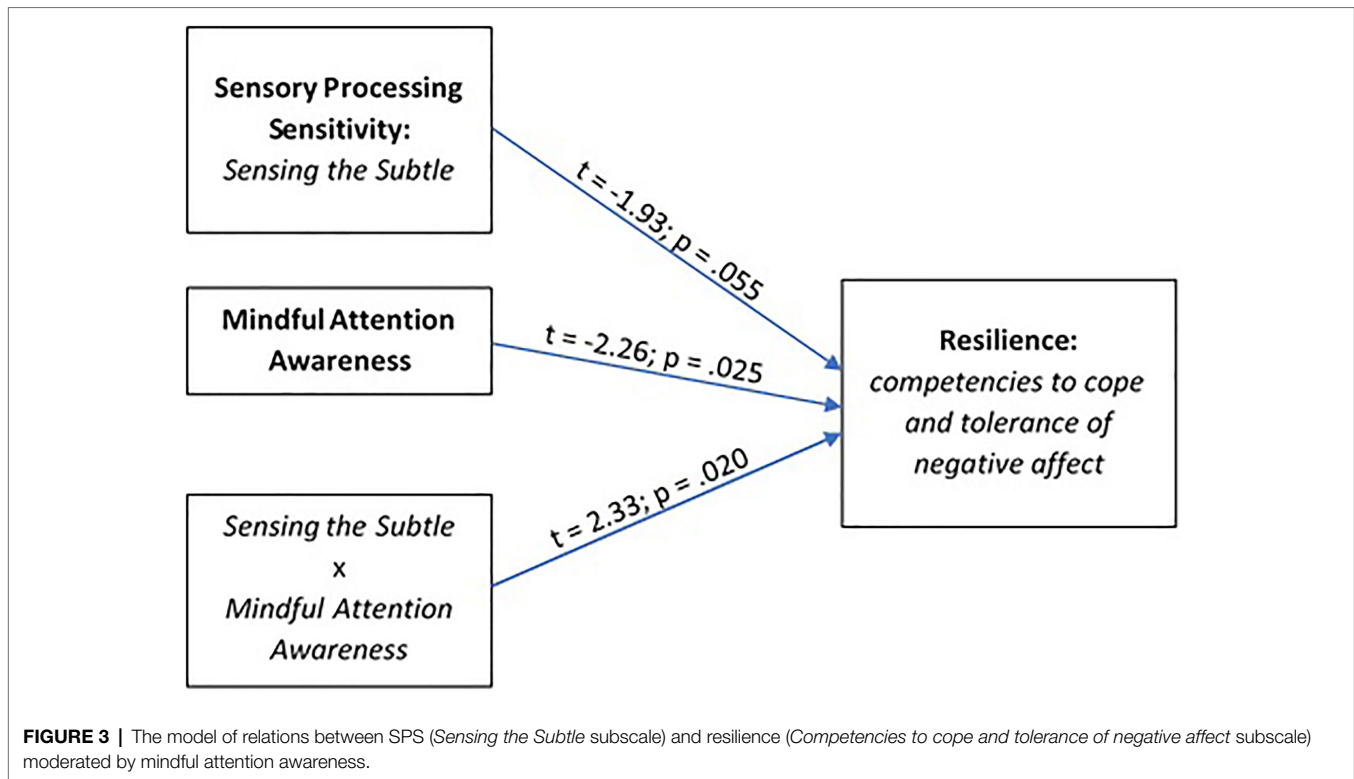 Sensory Processing
Sensitivity:
Sensing the Subtle
t = -1.93; p = .055
Mindful Attention
Awareness
t = -2.26; p = .025
Resilience:
competencies to cope
and tolerance of
negative affect
t = 2.33; p = .020
Sensing the Subtle
x
Mindful Attention
Awareness
FIGURE 3 | The model of relations between SPS (Sensing the Subtle subscale) and resilience (Competencies to cope and tolerance of negative affect subscale)
moderated by mindful attention awareness.